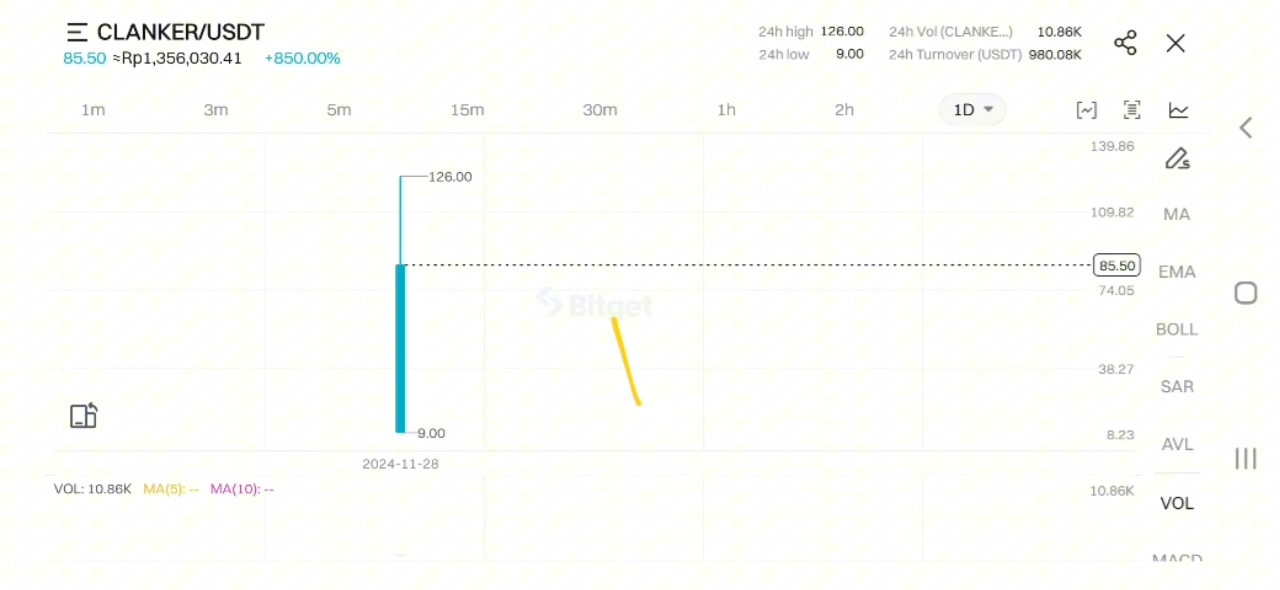 CLANKER/USDT
85.50 ≈Rp1,356,030.41 +850.00%
24h high 126.00 24h Vol (CLANKE...) 10.86K
24h low 9.00 24h Turnover (USDT) 980.08K
1m 3m 5m 15m 30m 1h 2h 1D
139.86
126.00
109.82
MA
85.50
EMA
74.05
Bitget
BOLL
38.27
SAR
9.00
8.23
AVL
2024-11-28
VOL: 10.86K MA(5): -- MA(10): --
10.86K
VOL
MACD